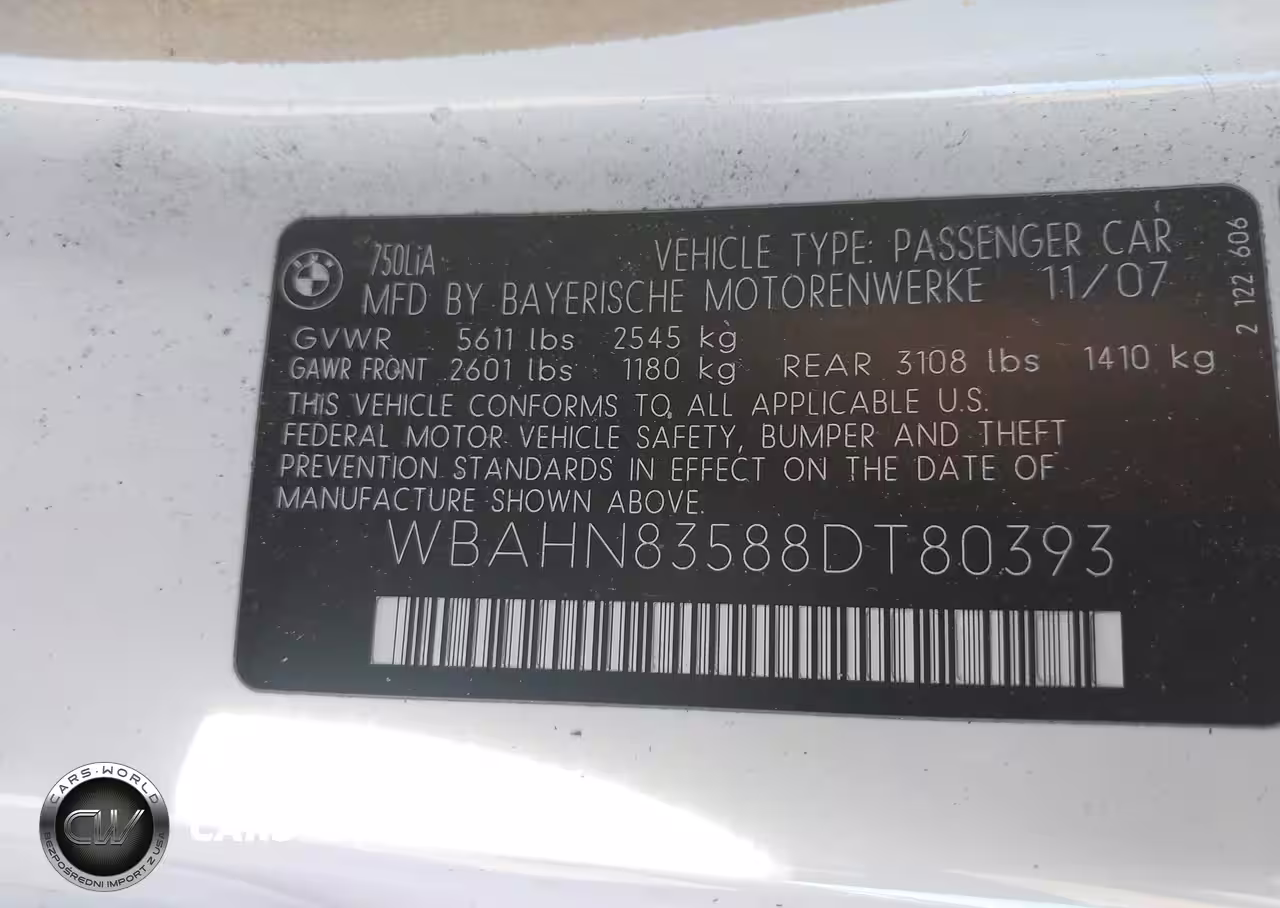 750LiA
VEHICLE TYPE: PASSENGER CAR
MFD BY BAYERISCHE MOTORENWERKE 11/07
GVWR 5611 lbs 2545 kg
GAWR FRONT 2601 lbs 1180 kg REAR 3108 lbs 1410 kg
THIS VEHICLE CONFORMS TO ALL APPLICABLE U.S.
FEDERAL MOTOR VEHICLE SAFETY, BUMPER AND THEFT
PREVENTION STANDARDS IN EFFECT ON THE DATE OF
MANUFACTURE SHOWN ABOVE.
WBAHN83588DT80393
2 122 606
CARS-WORLD
CW
BEZPOŚREDNI IMPORT Z USA